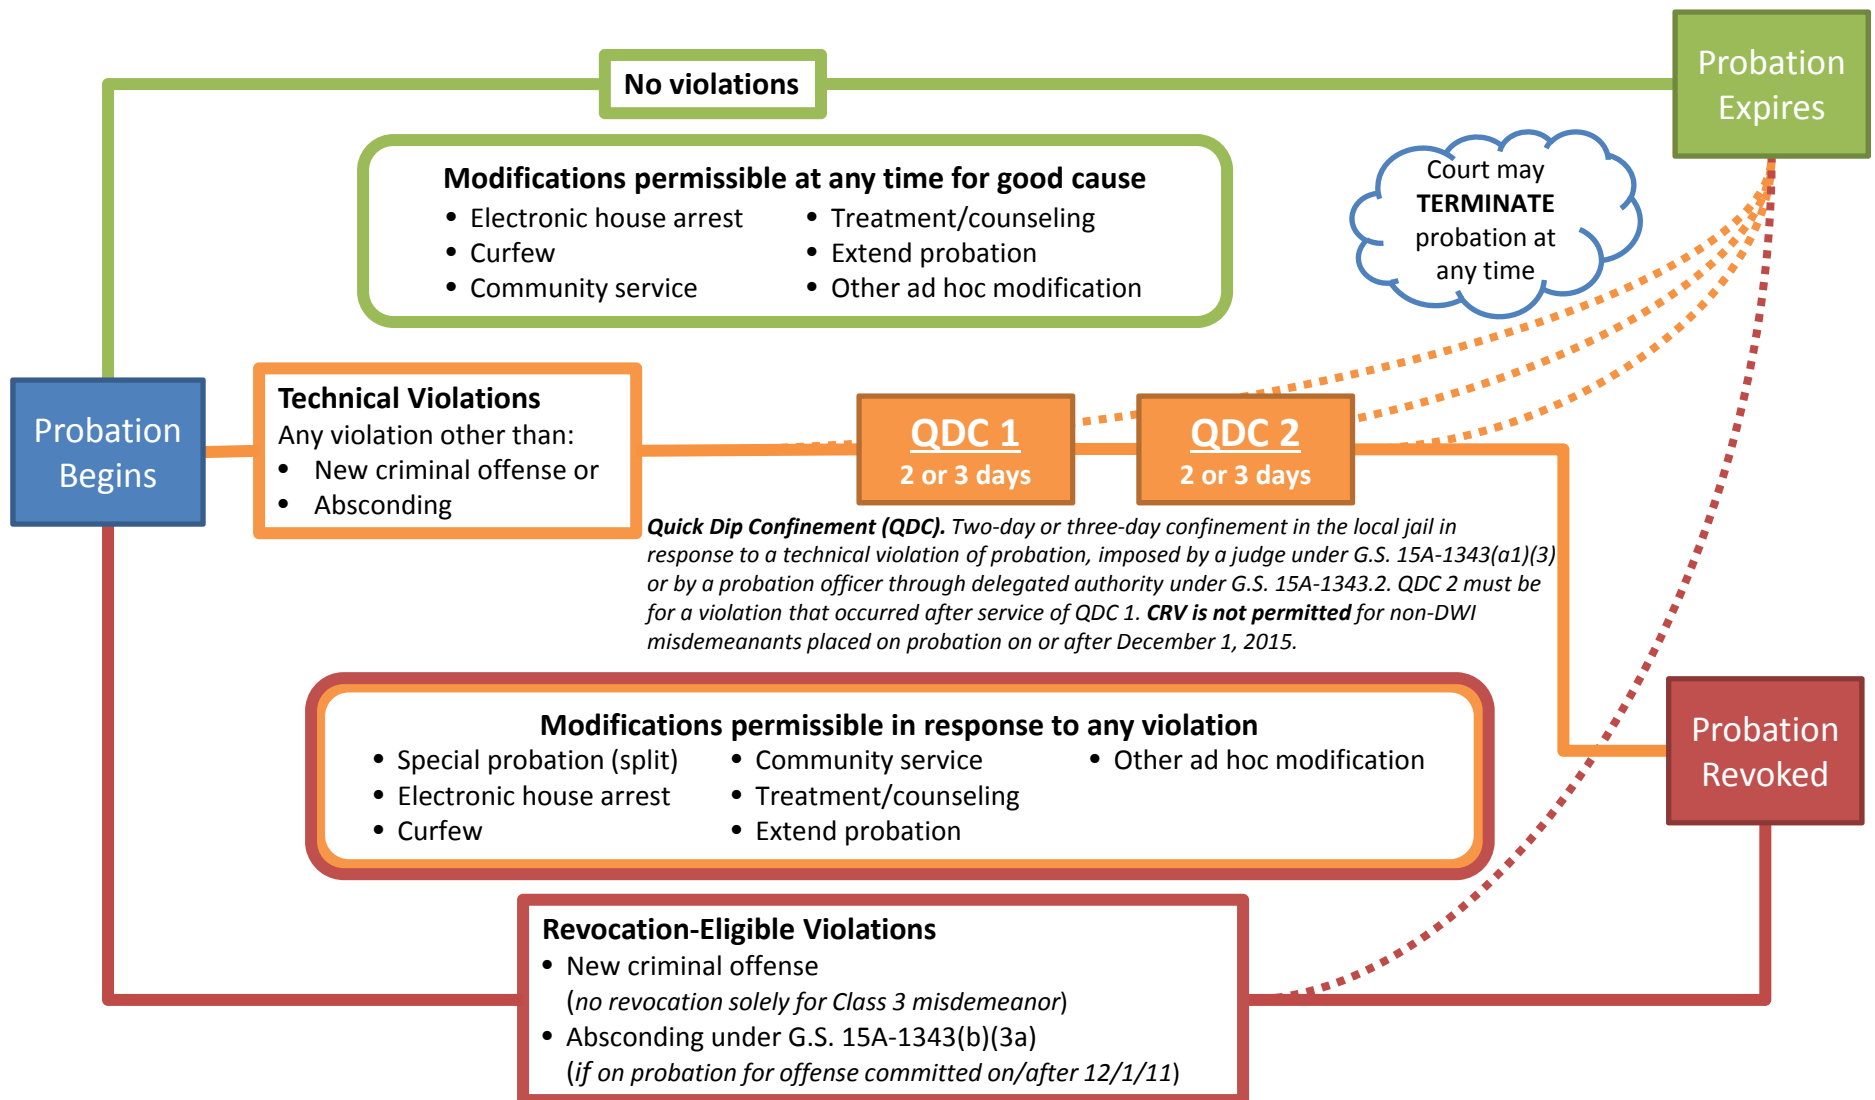 No violations
Probation
Expires
Modifications permissible at any time for good cause
• Electronic house arrest
• Curfew
• Community service
• Treatment/counseling
• Extend probation
• Other ad hoc modification
Court may
TERMINATE
probation at
any time
Probation
Begins
Technical Violations
Any violation other than:
• New criminal offense or
• Absconding
QDC 1
2 or 3 days
QDC 2
2 or 3 days
Quick Dip Confinement (QDC). Two-day or three-day confinement in the local jail in
response to a technical violation of probation, imposed by a judge under G.S. 15A-1343(a1)(3)
or by a probation officer through delegated authority under G.S. 15A-1343.2. QDC 2 must be
for a violation that occurred after service of QDC 1. CRV is not permitted for non-DWI
misdemeanants placed on probation on or after December 1, 2015.
Modifications permissible in response to any violation
• Special probation (split)
• Electronic house arrest
• Curfew
• Community service
• Treatment/counseling
• Extend probation
• Other ad hoc modification
Probation
Revoked
Revocation-Eligible Violations
• New criminal offense
(no revocation solely for Class 3 misdemeanor)
• Absconding under G.S. 15A-1343(b)(3a)
(if on probation for offense committed on/after 12/1/11)